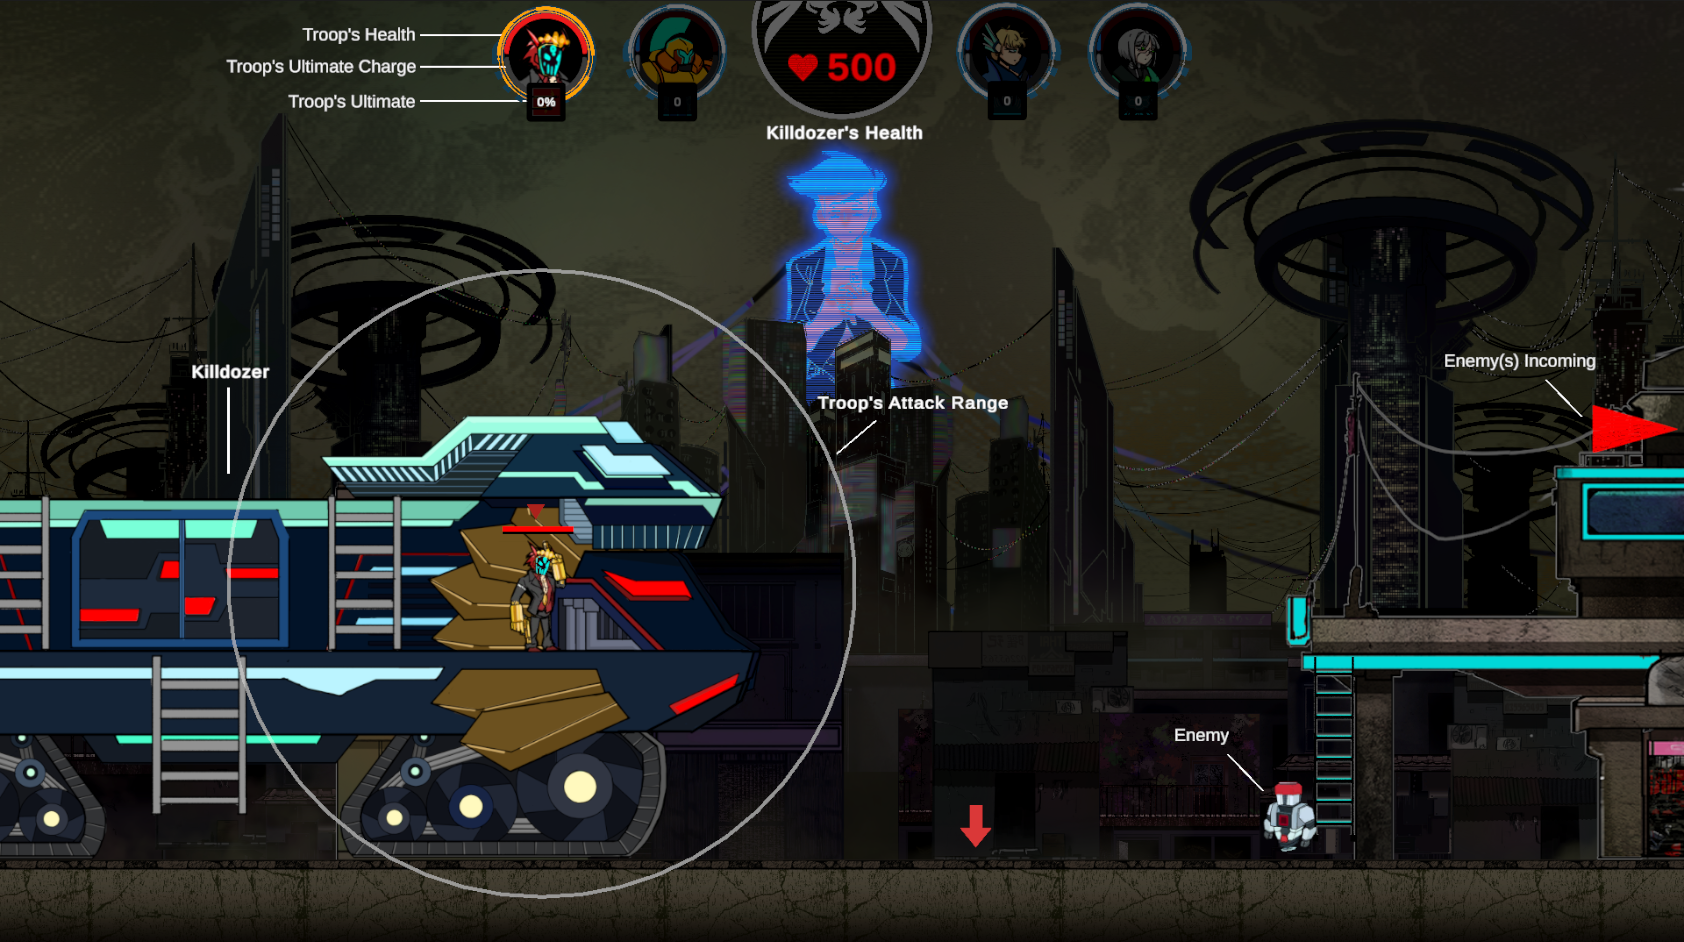 Troop's Health
Troop's Ultimate Charge
Troop's Ultimate
0%
0
500
0
0
Killdozer's Health
Killdozer
Troop's Attack Range
Enemy(s) Incoming
Enemy